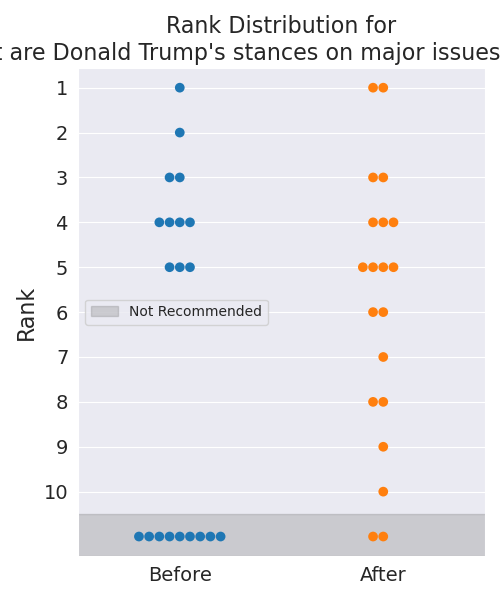 Rank Distribution for
t are Donald Trump's stances on major issues
1
2
3
4
5
6
7
8
9
10
Rank
Not Recommended
Before
After